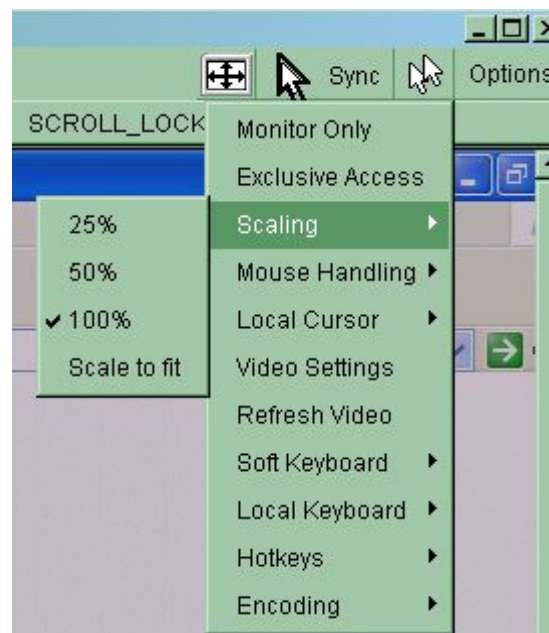 Sync Options
SCROLL_LOCK
Monitor Only
Exclusive Access
Scaling
Mouse Handling
Local Cursor
Video Settings
Refresh Video
Soft Keyboard
Local Keyboard
Hotkeys
Encoding
25%
50%
100%
Scale to fit